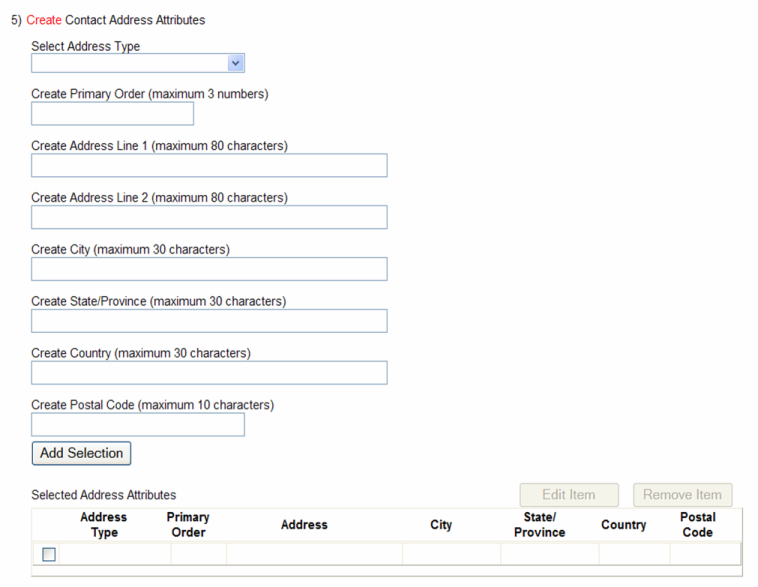 5) Create Contact Address Attributes
Select Address Type
Create Primary Order (maximum 3 numbers)
Create Address Line 1 (maximum 80 characters)
Create Address Line 2 (maximum 80 characters)
Create City (maximum 30 characters)
Create State/Province (maximum 30 characters)
Create Country (maximum 30 characters)
Create Postal Code (maximum 10 characters)
Add Selection
Selected Address Attributes Edit Item Remove Item
Address Primary State/ Postal
Type Order Address City Province Country Code